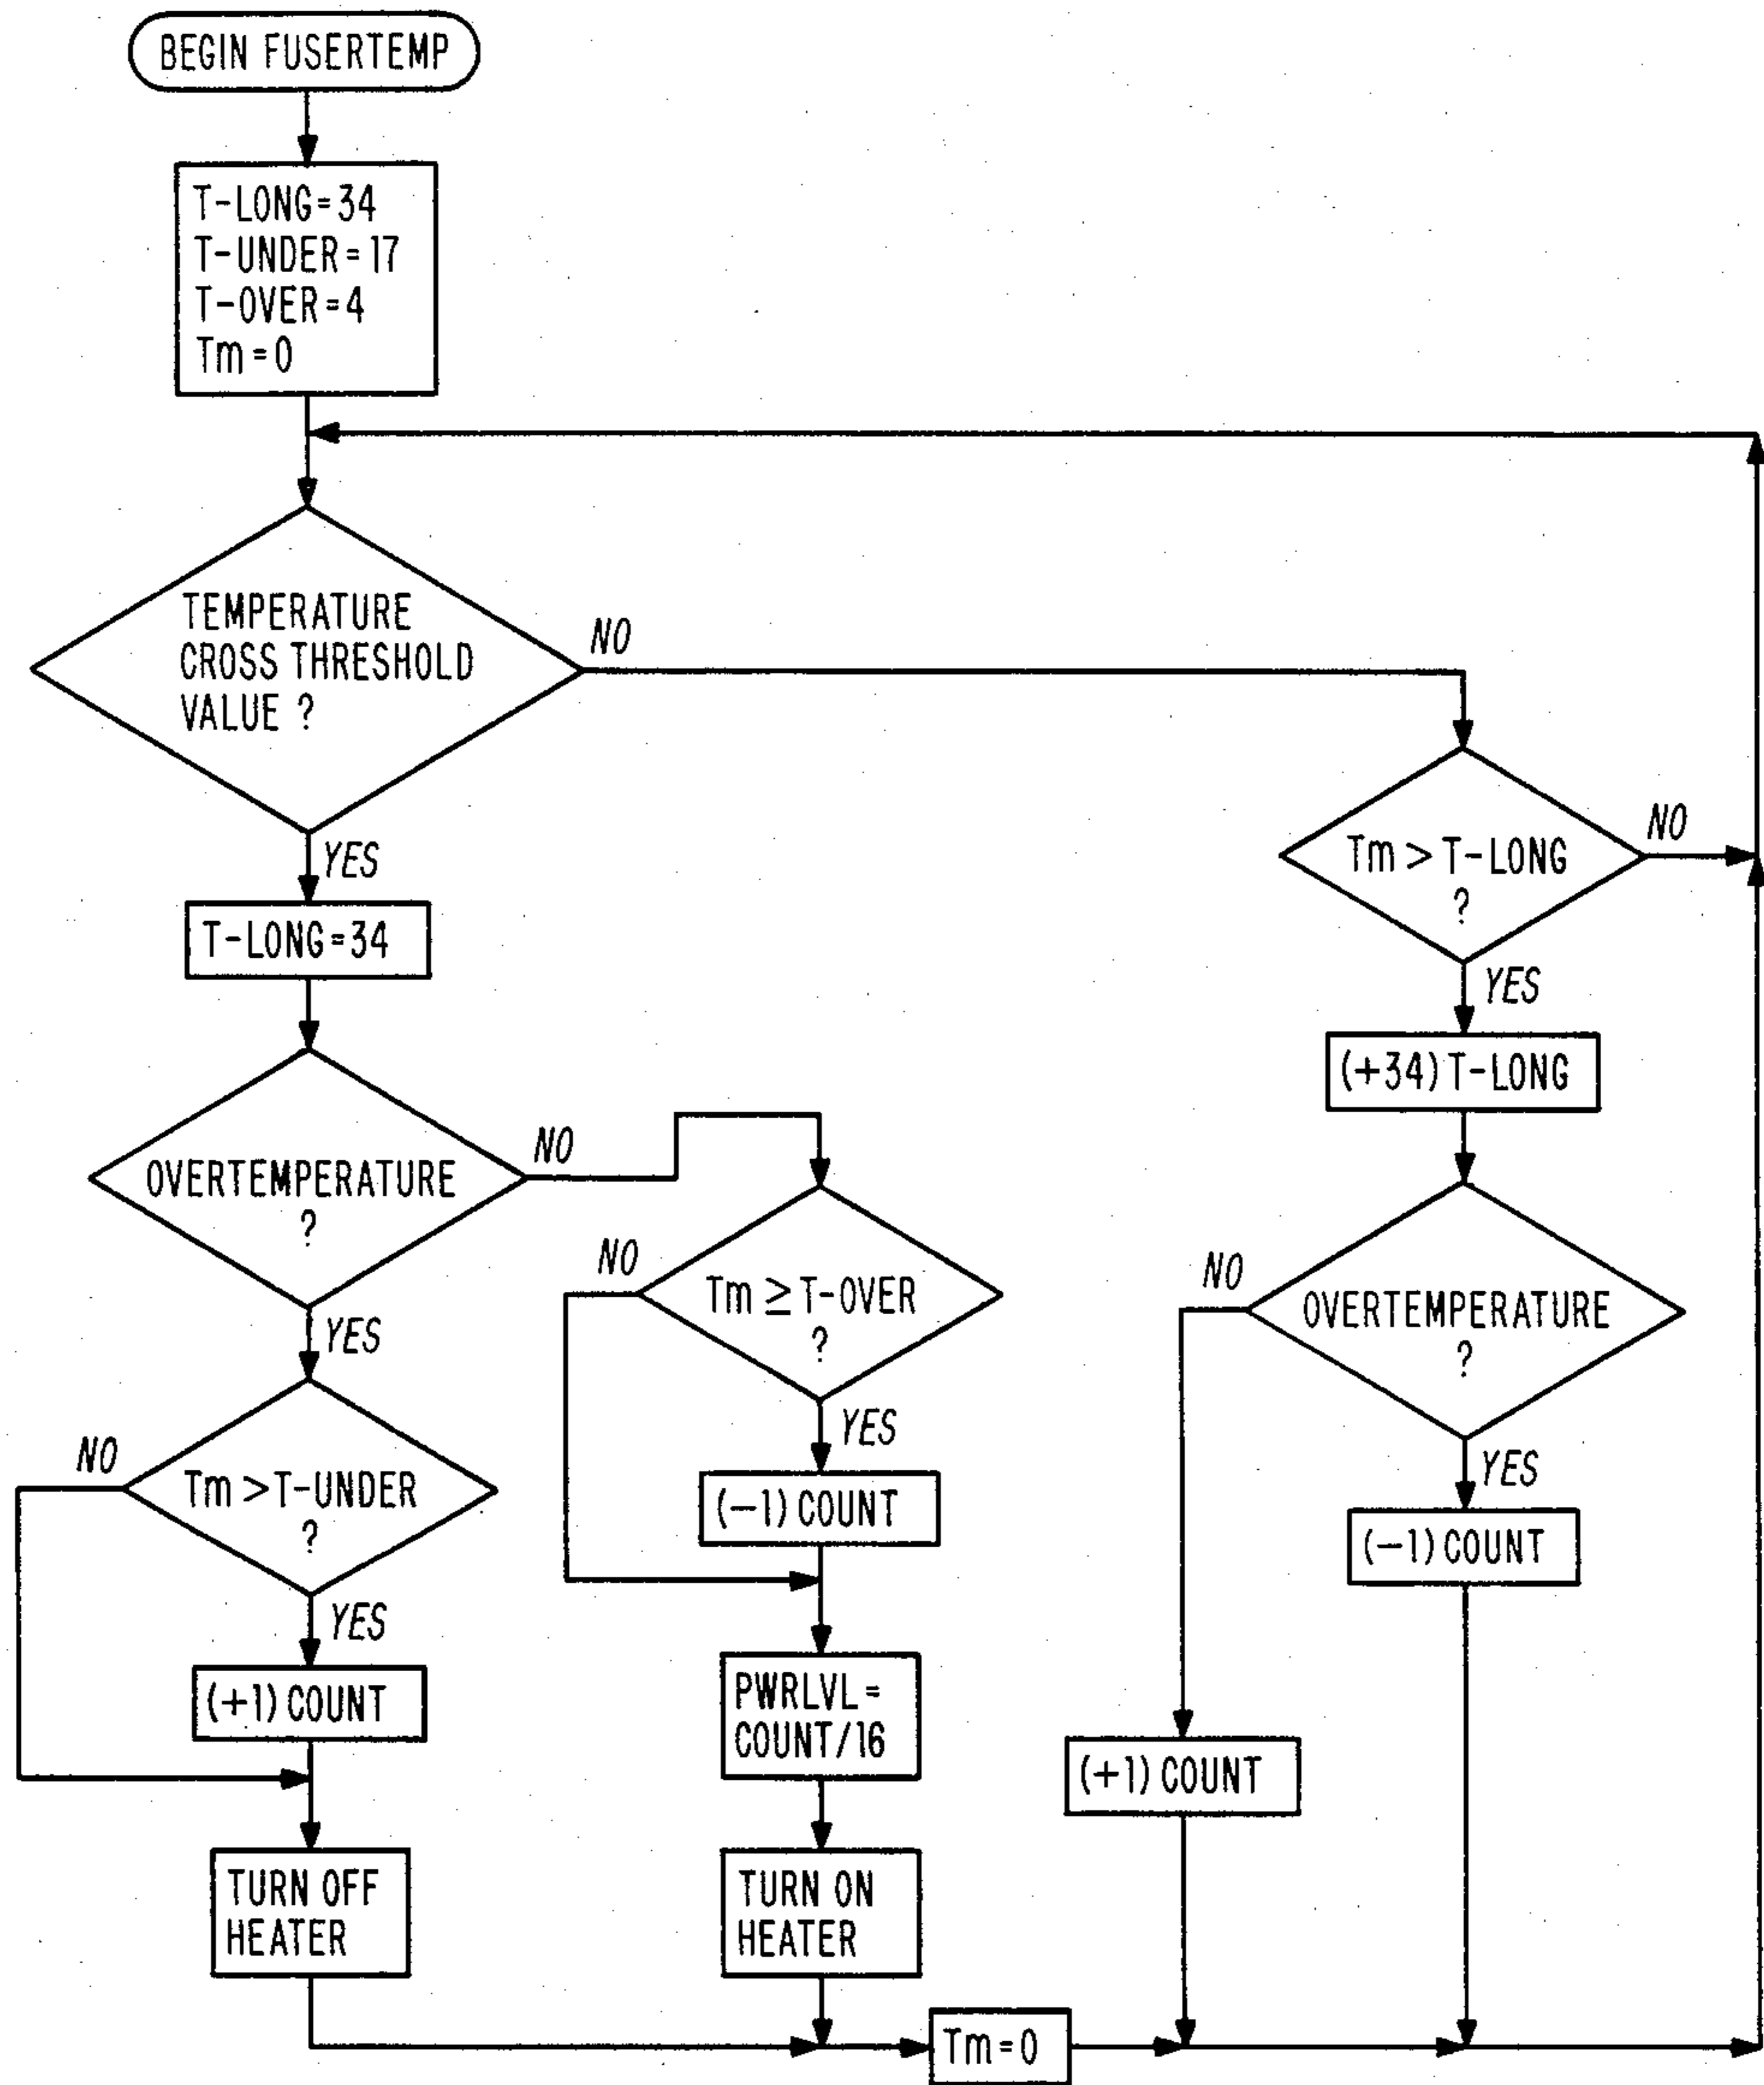 BEGIN FUSERTEMP
T-LONG=34
T-UNDER=17
T-OVER=4
Tm=0
TEMPERATURE
CROSS THRESHOLD
VALUE ?
NO
YES
Tm > T-LONG
?
NO
YES
T-LONG=34
(+34) T-LONG
OVERTEMPERATURE
?
NO
YES
Tm ≥ T-OVER
?
NO
YES
OVERTEMPERATURE
?
NO
YES
Tm > T-UNDER
?
NO
YES
(-1) COUNT
(-1) COUNT
(+1) COUNT
PWRLVL=
COUNT/16
(+1) COUNT
TURN OFF
HEATER
TURN ON
HEATER
Tm=0